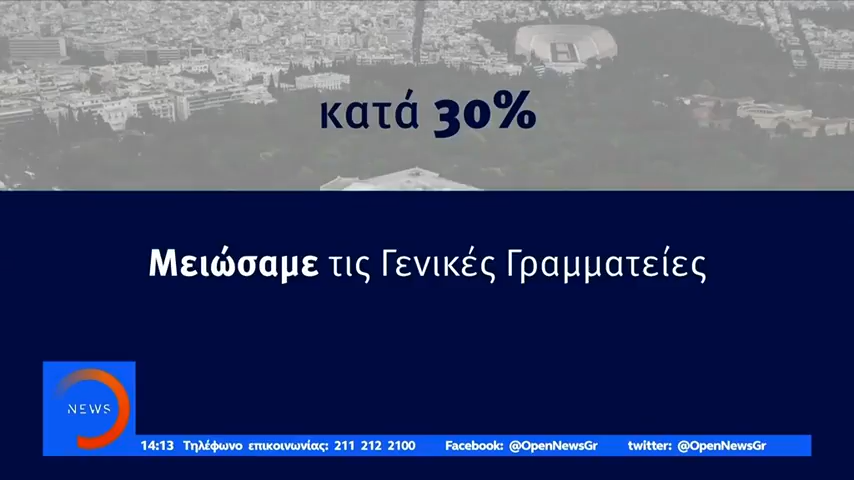 κατά 30%
Μειώσαμε τις Γενικές Γραμματείες
NEWS
14:13 Τηλέφωνο επικοινωνίας: 211 212 2100 Facebook: @OpenNewsGr twitter: @OpenNewsGr